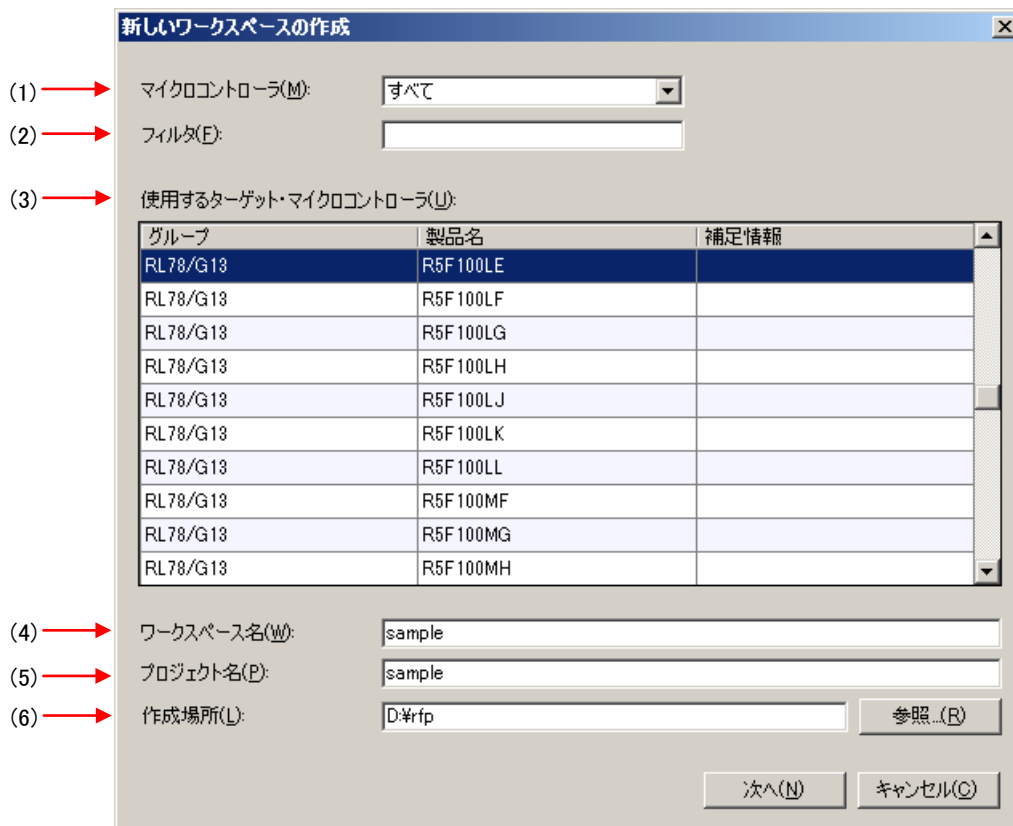 新しいワークスペースの作成
(1) マイクロコントローラ(M): すべて
(2) フィルタ(F):
(3) 使用するターゲット・マイクロコントローラ(U):
グループ 製品名 補足情報
RL78/G13 R5F100LE
RL78/G13 R5F100LF
RL78/G13 R5F100LG
RL78/G13 R5F100LH
RL78/G13 R5F100LJ
RL78/G13 R5F100LK
RL78/G13 R5F100LL
RL78/G13 R5F100MF
RL78/G13 R5F100MG
RL78/G13 R5F100MH
(4) ワークスペース名(W): sample
(5) プロジェクト名(P): sample
(6) 作成場所(L): D:¥rfp 参照...(R)
次へ(N) キャンセル(C)